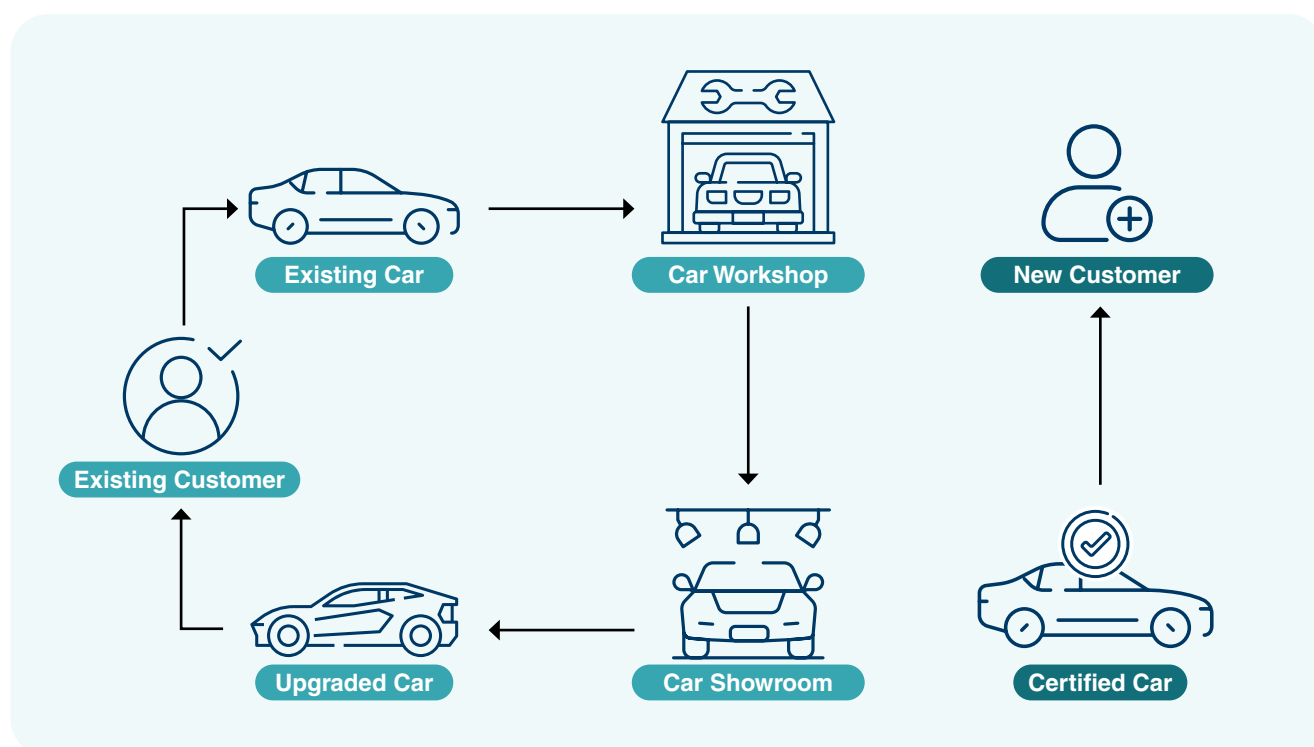 Existing Car
Car Workshop
New Customer
Existing Customer
Upgraded Car
Car Showroom
Certified Car